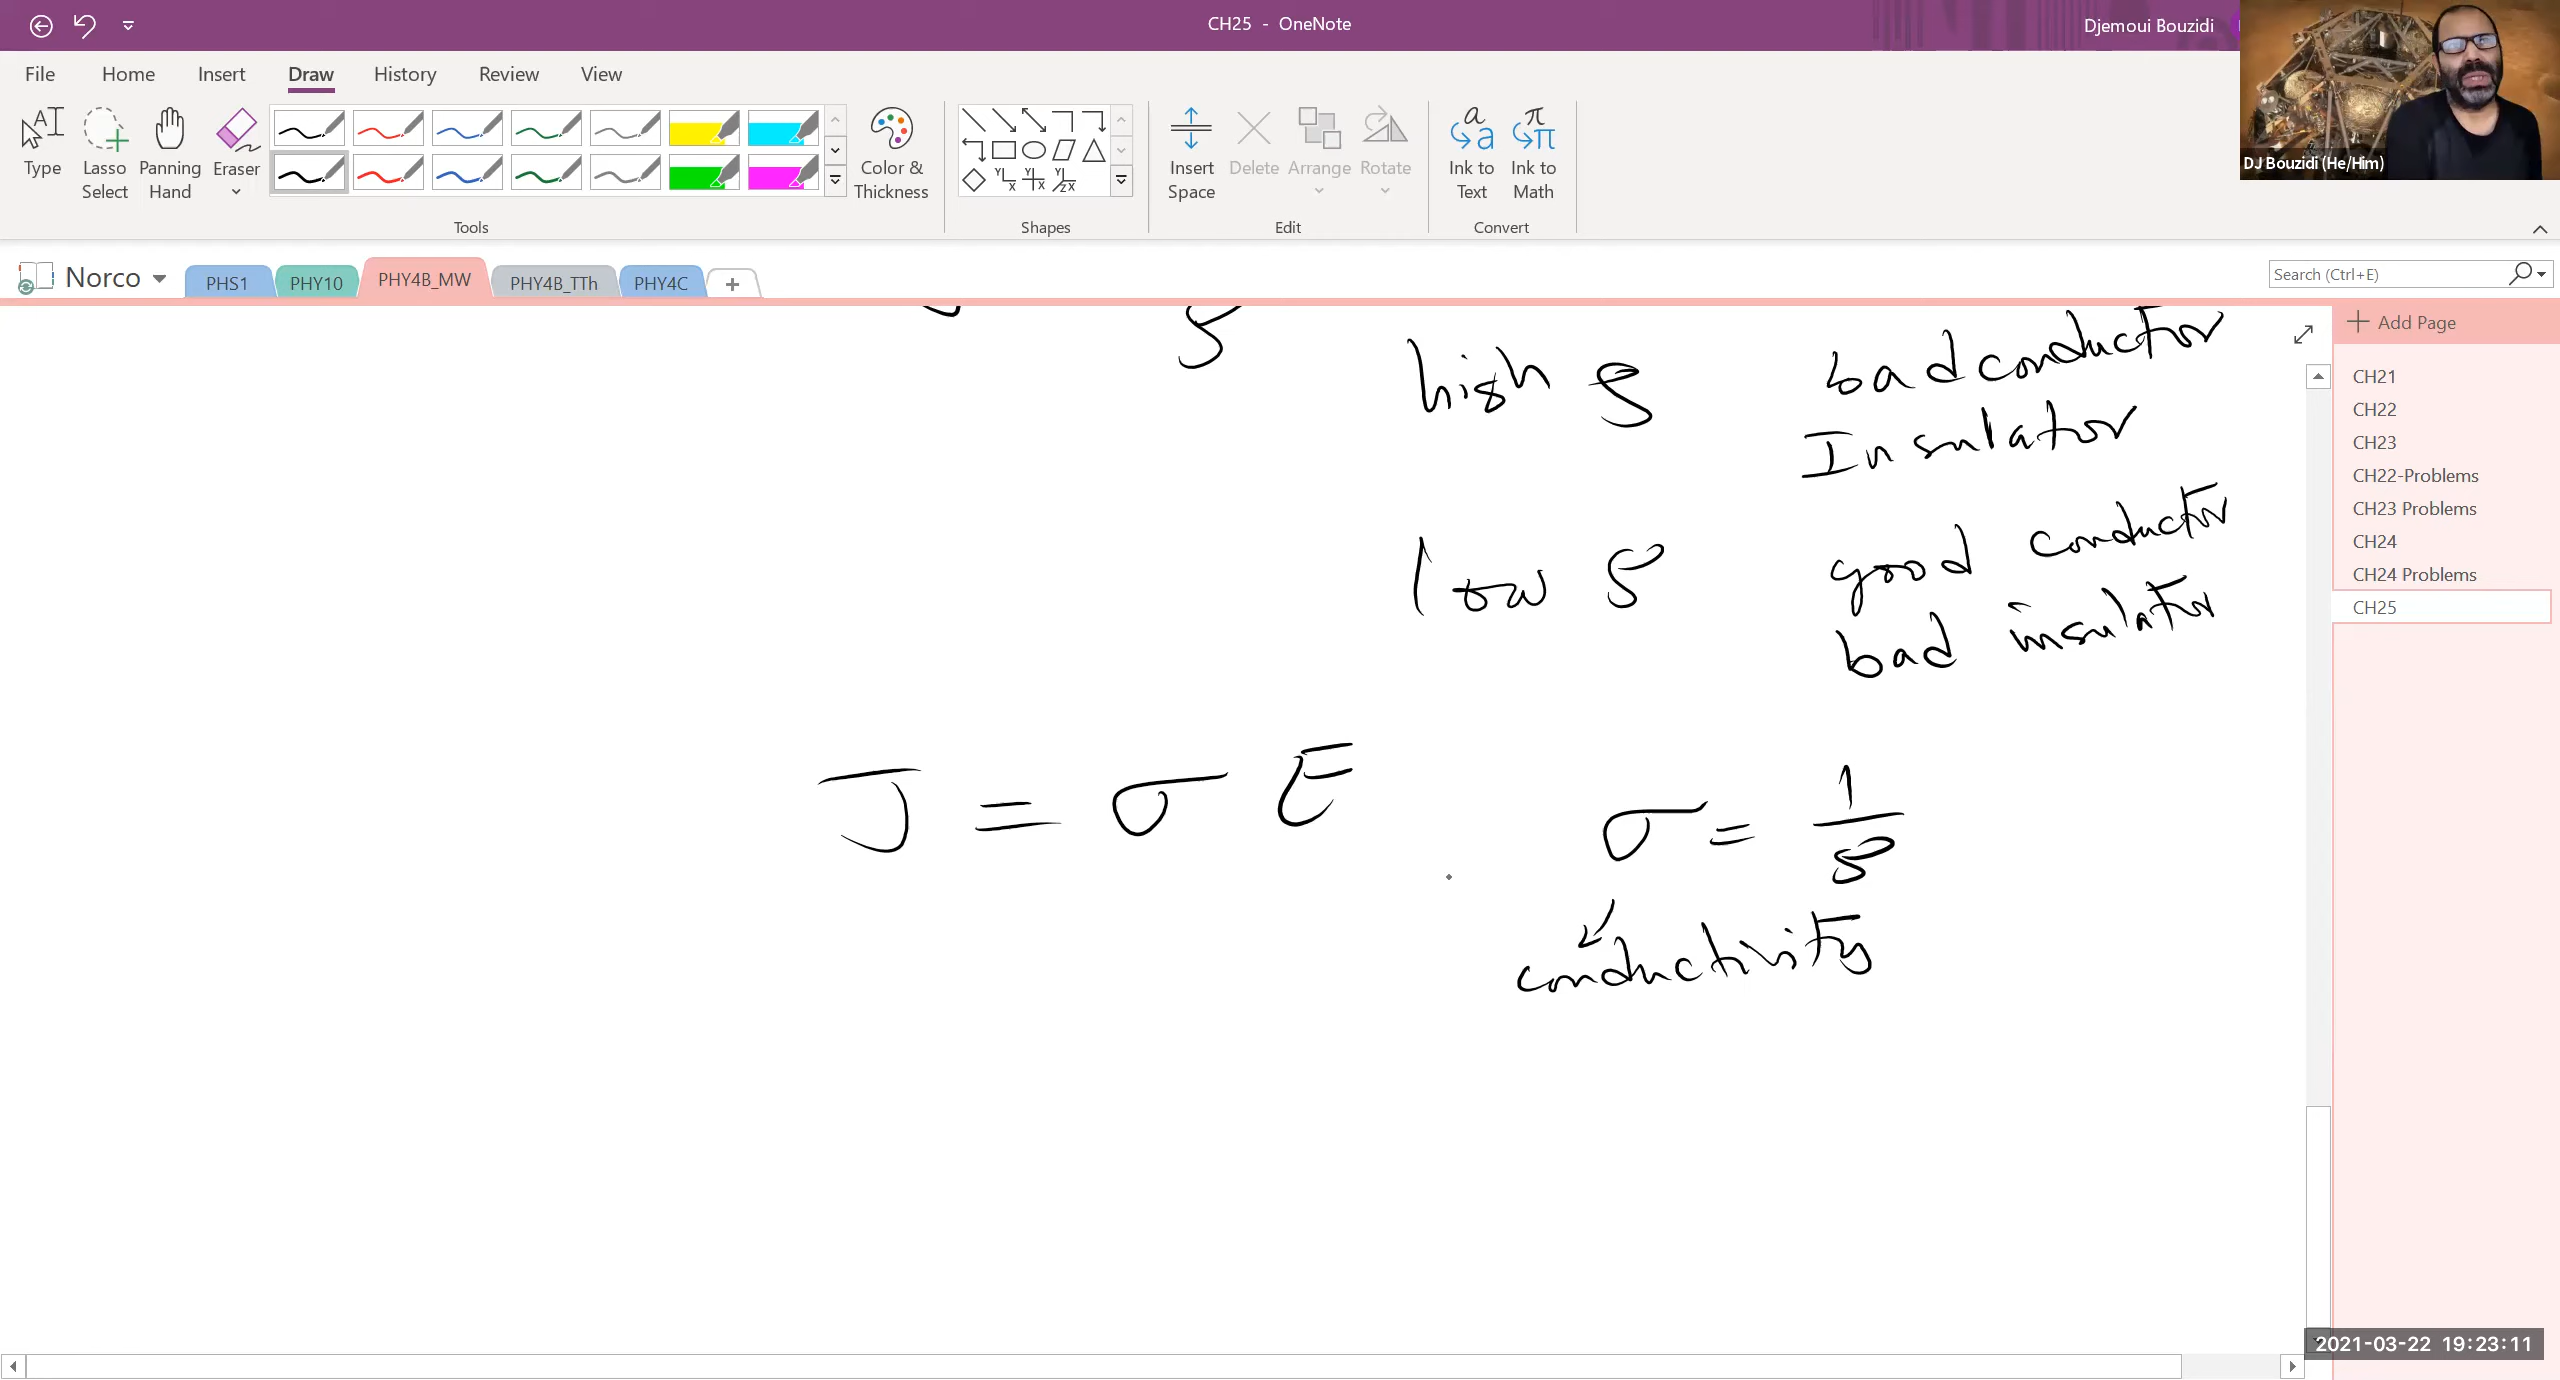 CH25 - OneNote
Djemoui Bouzidi
File Home Insert Draw History Review View
Type
Lasso Select
Panning Hand
Eraser
Color & Thickness
Insert Space
Delete
Arrange
Rotate
Ink to Text
Ink to Math
Tools
Shapes
Edit
Convert
DJ Bouzidi (He/Him)
Norco
PHS1 PHY10 PHY4B_MW PHY4B_TTh PHY4C +
Search (Ctrl+E)
Add Page
CH21
CH22
CH23
CH22-Problems
CH23 Problems
CH24
CH24 Problems
CH25
high ρ bad conductor
Insulator
low ρ good conductor
bad insulator
J = σ E
σ = 1/ρ
conductivity
2021-03-22 19:23:11